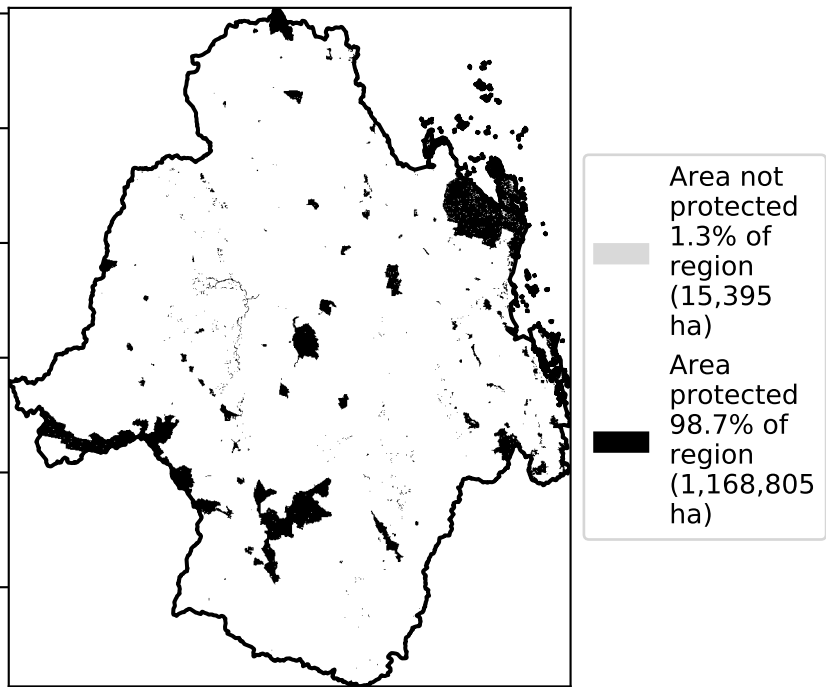 Area not
protected
1.3% of
region
(15,395
ha)
Area
protected
98.7% of
region
(1,168,805
ha)